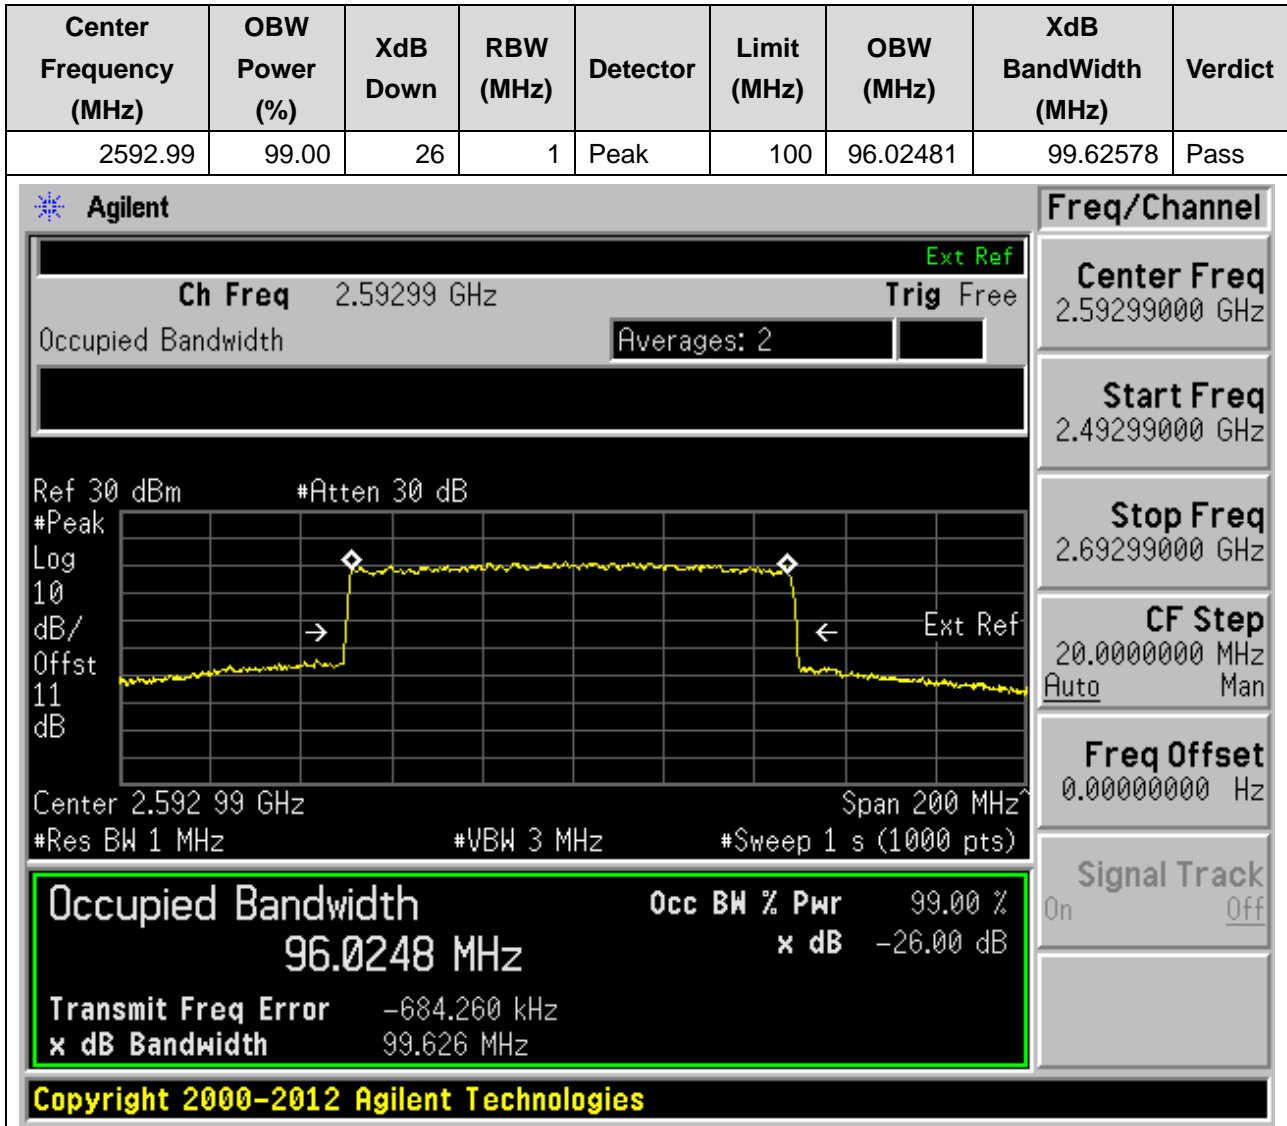 Center Frequency (MHz) OBW Power (%) XdB Down RBW (MHz) Detector Limit (MHz) OBW (MHz) XdB BandWidth (MHz) Verdict
2592.99 99.00 26 1 Peak 100 96.02481 99.62578 Pass
Agilent Freq/Channel
Ext Ref
Ch Freq 2.59299 GHz Trig Free
Occupied Bandwidth Averages: 2
Center Freq
2.59299000 GHz
Start Freq
2.49299000 GHz
Stop Freq
2.69299000 GHz
CF Step
20.0000000 MHz
Auto Man
Freq Offset
0.00000000 Hz
Signal Track
On Off
Ref 30 dBm #Atten 30 dB
#Peak
Log
10
dB/
Offst
11
dB
Ext Ref
Center 2.592 99 GHz Span 200 MHz^
#Res BW 1 MHz #VBW 3 MHz #Sweep 1 s (1000 pts)
Occupied Bandwidth Occ BW % Pwr 99.00 %
96.0248 MHz x dB -26.00 dB
Transmit Freq Error -684.260 kHz
x dB Bandwidth 99.626 MHz
Copyright 2000-2012 Agilent Technologies